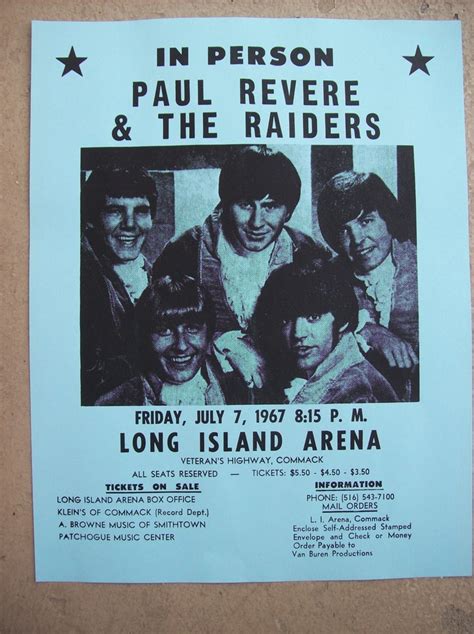 IN PERSON
PAUL REVERE
& THE RAIDERS
FRIDAY, JULY 7, 1967 8:15 P. M.
LONG ISLAND ARENA
VETERAN'S HIGHWAY, COMMACK
ALL SEATS RESERVED — TICKETS: $5.50 - $4.50 - $3.50
TICKETS ON SALE
LONG ISLAND ARENA BOX OFFICE
KLEIN'S OF COMMACK (Record Dept.)
A. BROWNE MUSIC OF SMITHTOWN
PATCHOGUE MUSIC CENTER
INFORMATION
PHONE: (516) 543-7100
MAIL ORDERS
L. I. Arena, Commack
Enclose Self-Addressed Stamped
Envelope and Check or Money
Order Payable to
Van Buren Productions